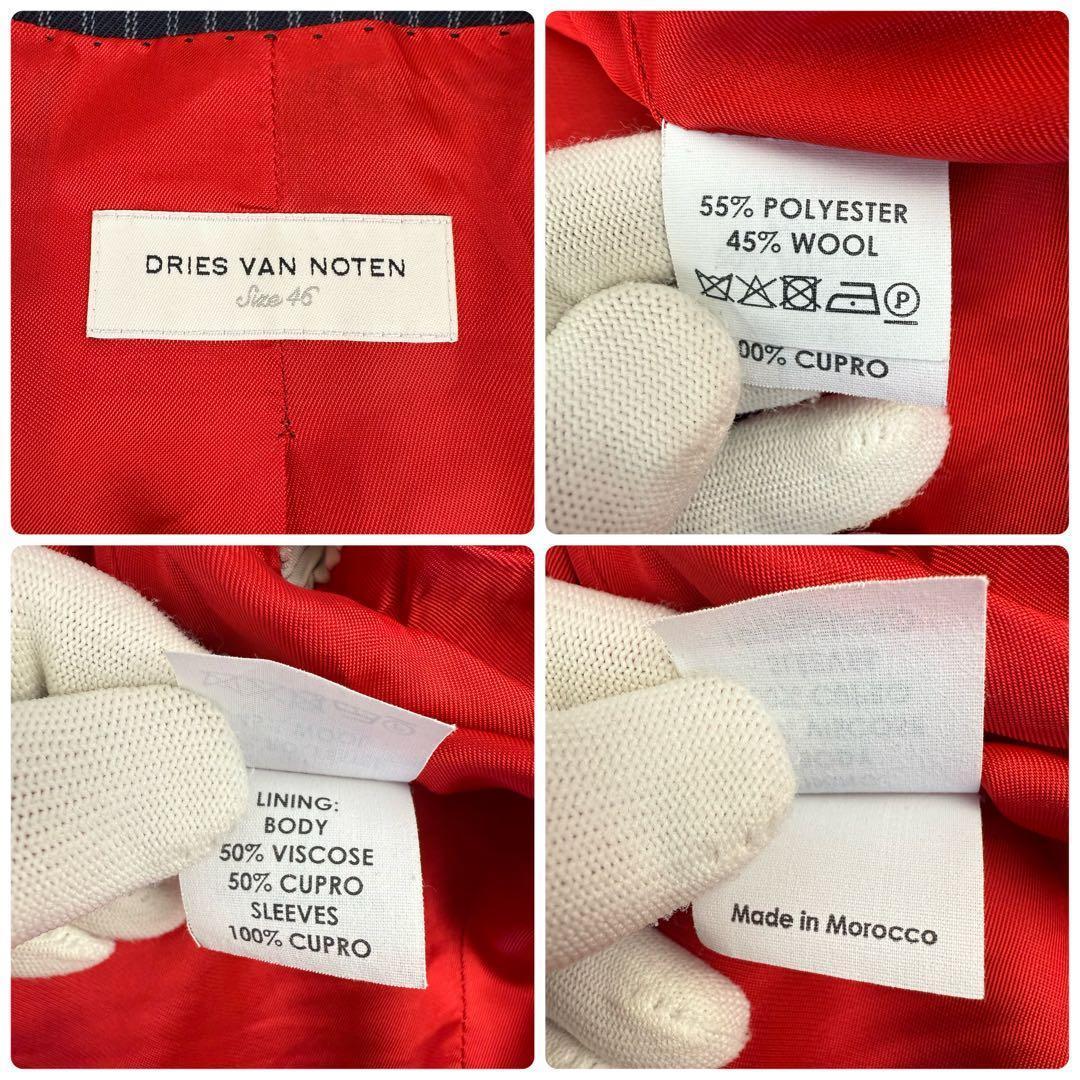 DRIES VAN NOTEN
Size 46
55% POLYESTER
45% WOOL
P
00% CUPRO
LINING:
BODY
50% VISCOSE
50% CUPRO
SLEEVES
100% CUPRO
Made in Morocco